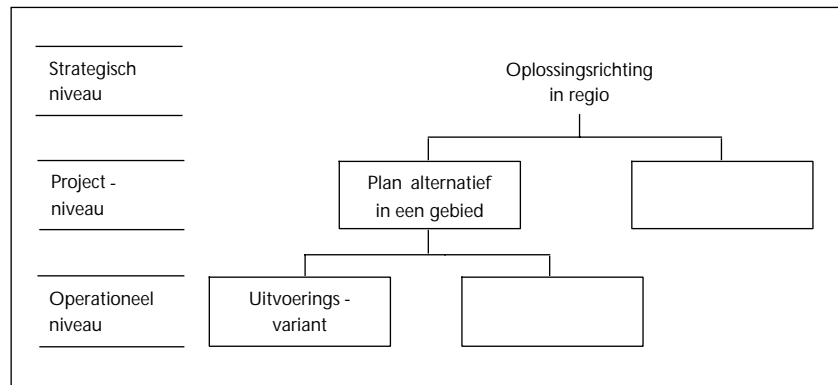 Strategisch
niveau
Oplossingsrichting
in regio
Project -
niveau
Plan alternatief
in een gebied
Operationeel
niveau
Uitvoerings -
variant